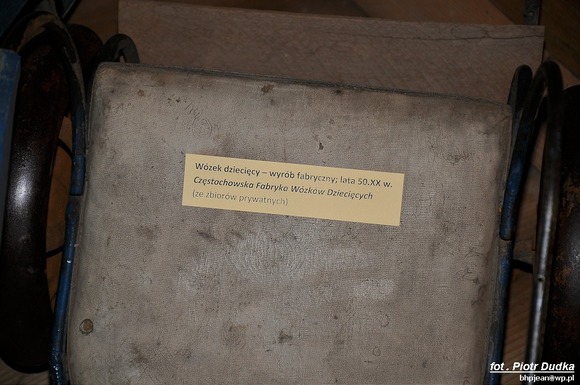 Wózek dziecięcy – wyrób fabryczny; lata 50.XX w.
Częstochowska Fabryka Wózków Dziecięcych
(ze zbiorów prywatnych)
fot. Piotr Dudka
bhpjean@wp.pl